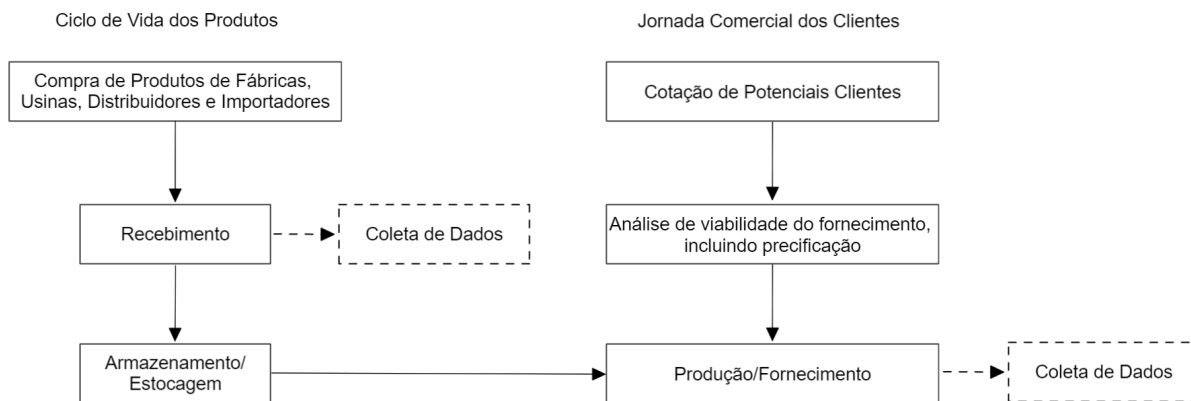 Ciclo de Vida dos Produtos
Jornada Comercial dos Clientes
Compra de Produtos de Fábricas,
Usinas, Distribuidores e Importadores
Cotação de Potenciais Clientes
Recebimento
Coleta de Dados
Análise de viabilidade do fornecimento,
incluindo precificação
Armazenamento/
Estocagem
Produção/Fornecimento
Coleta de Dados